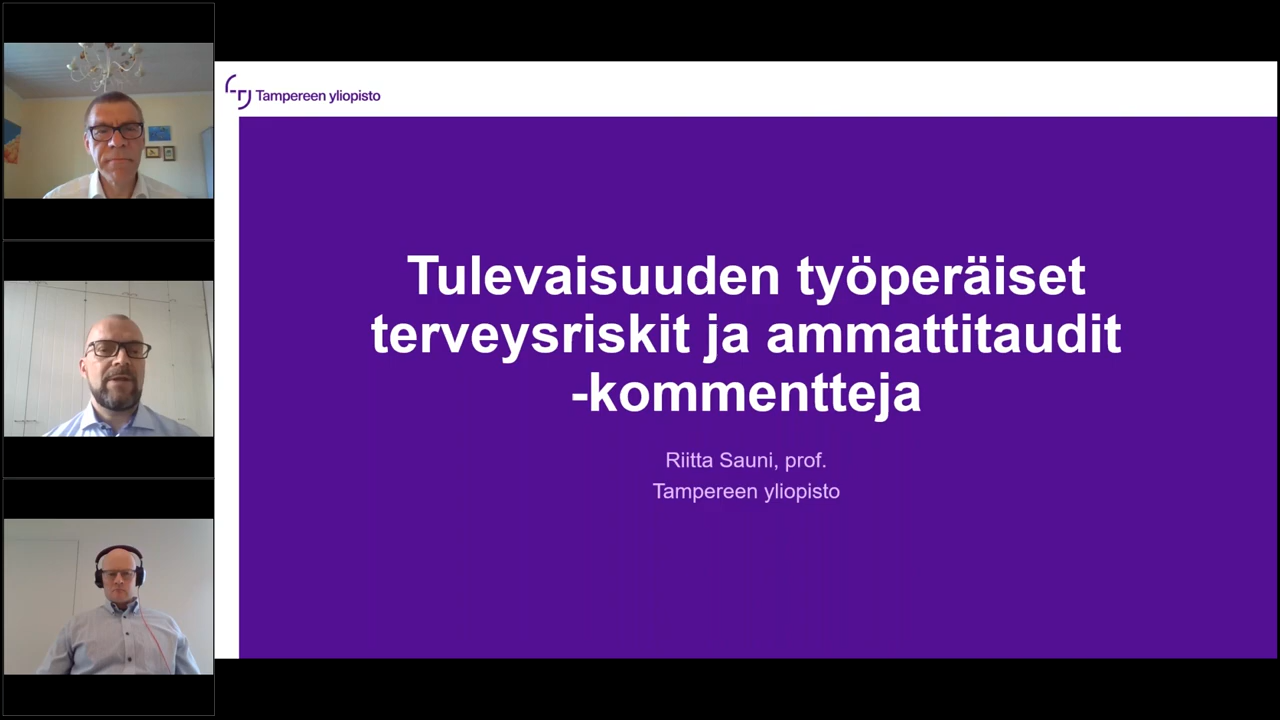 Tampereen yliopisto
Tulevaisuuden työperäiset
terveysriskit ja ammattitaudit
-kommentteja
Riitta Sauni, prof.
Tampereen yliopisto